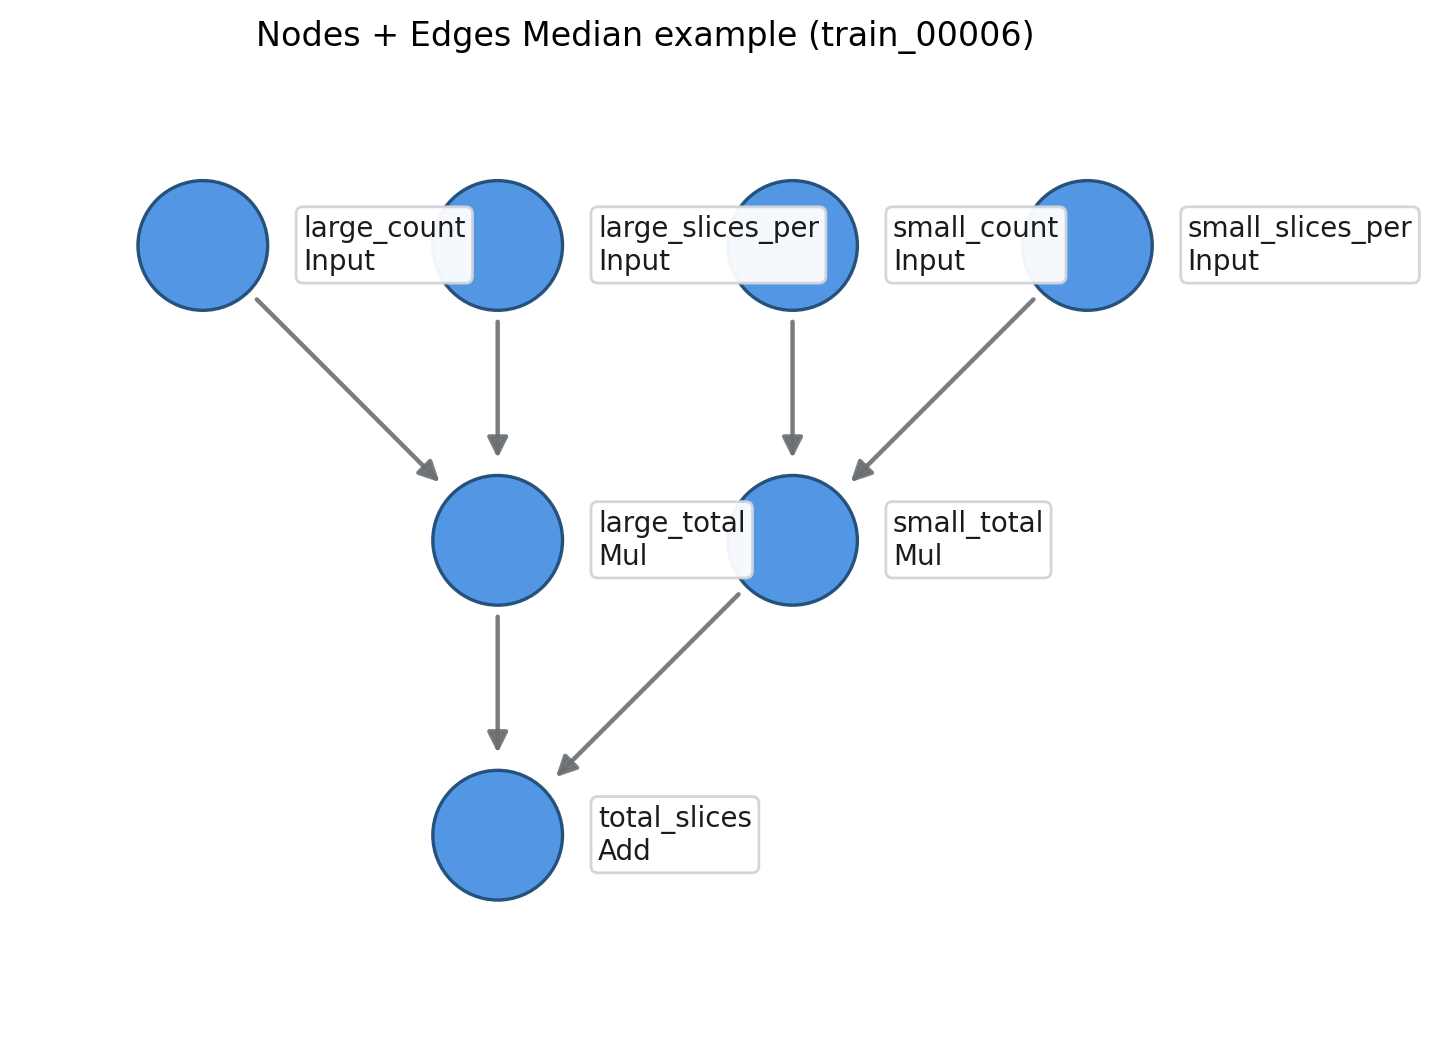 Nodes + Edges Median example (train_00006)
large_count
Input
large_slices_per
Input
small_count
Input
small_slices_per
Input
large_total
Mul
small_total
Mul
total_slices
Add